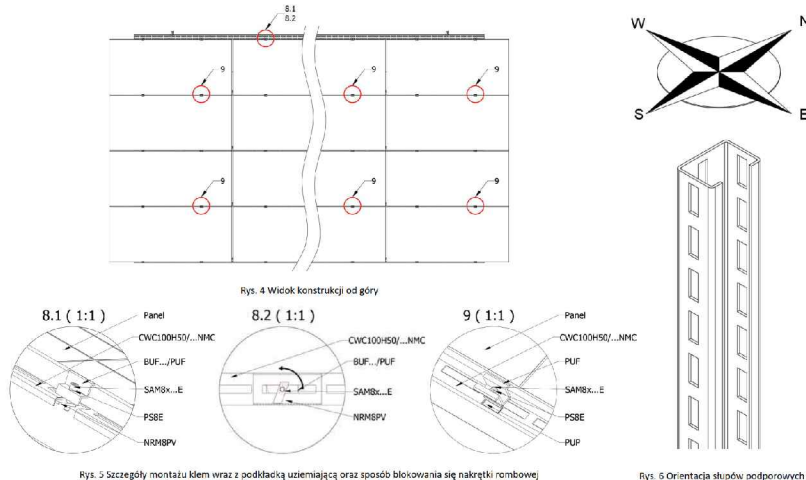 8.1
8.2
9
9
9
9
9
9
Rys. 4 Widok konstrukcji od góry
8.1 ( 1:1 )
Panel
CWC100H50/...NMC
BUF.../PUF
SAM8x...E
PS8E
NRM8PV
8.2 ( 1:1 )
CWC100H50/...NMC
BUF.../PUF
SAM8x...E
NRM8PV
9 ( 1:1 )
Panel
CWC100H50/...NMC
PUF
SAM8x...E
PS8E
PUP
Rys. 5 Szczegóły montażu klem wraz z podkładką uziemiającą oraz sposób blokowania się nakrętki rombowej
W
N
S
E
Rys. 6 Orientacja słupów podporowych